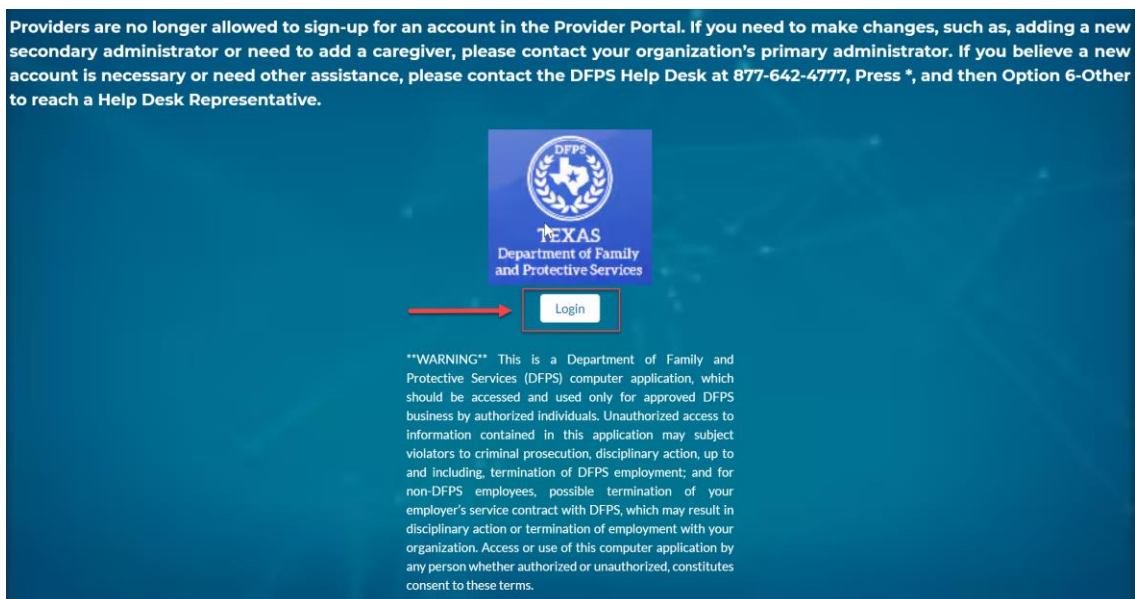 Providers are no longer allowed to sign-up for an account in the Provider Portal. If you need to make changes, such as, adding a new
secondary administrator or need to add a caregiver, please contact your organization's primary administrator. If you believe a new
account is necessary or need other assistance, please contact the DFPS Help Desk at 877-642-4777, Press *, and then Option 6-Other
to reach a Help Desk Representative.
DFPS
TEXAS
Department of Family
and Protective Services
Login
**WARNING** This is a Department of Family and
Protective Services (DFPS) computer application, which
should be accessed and used only for approved DFPS
business by authorized individuals. Unauthorized access to
information contained in this application may subject
violators to criminal prosecution, disciplinary action, up to
and including, termination of DFPS employment; and for
non-DFPS employees, possible termination of your
employer's service contract with DFPS, which may result in
disciplinary action or termination of employment with your
organization. Access or use of this computer application by
any person whether authorized or unauthorized, constitutes
consent to these terms.